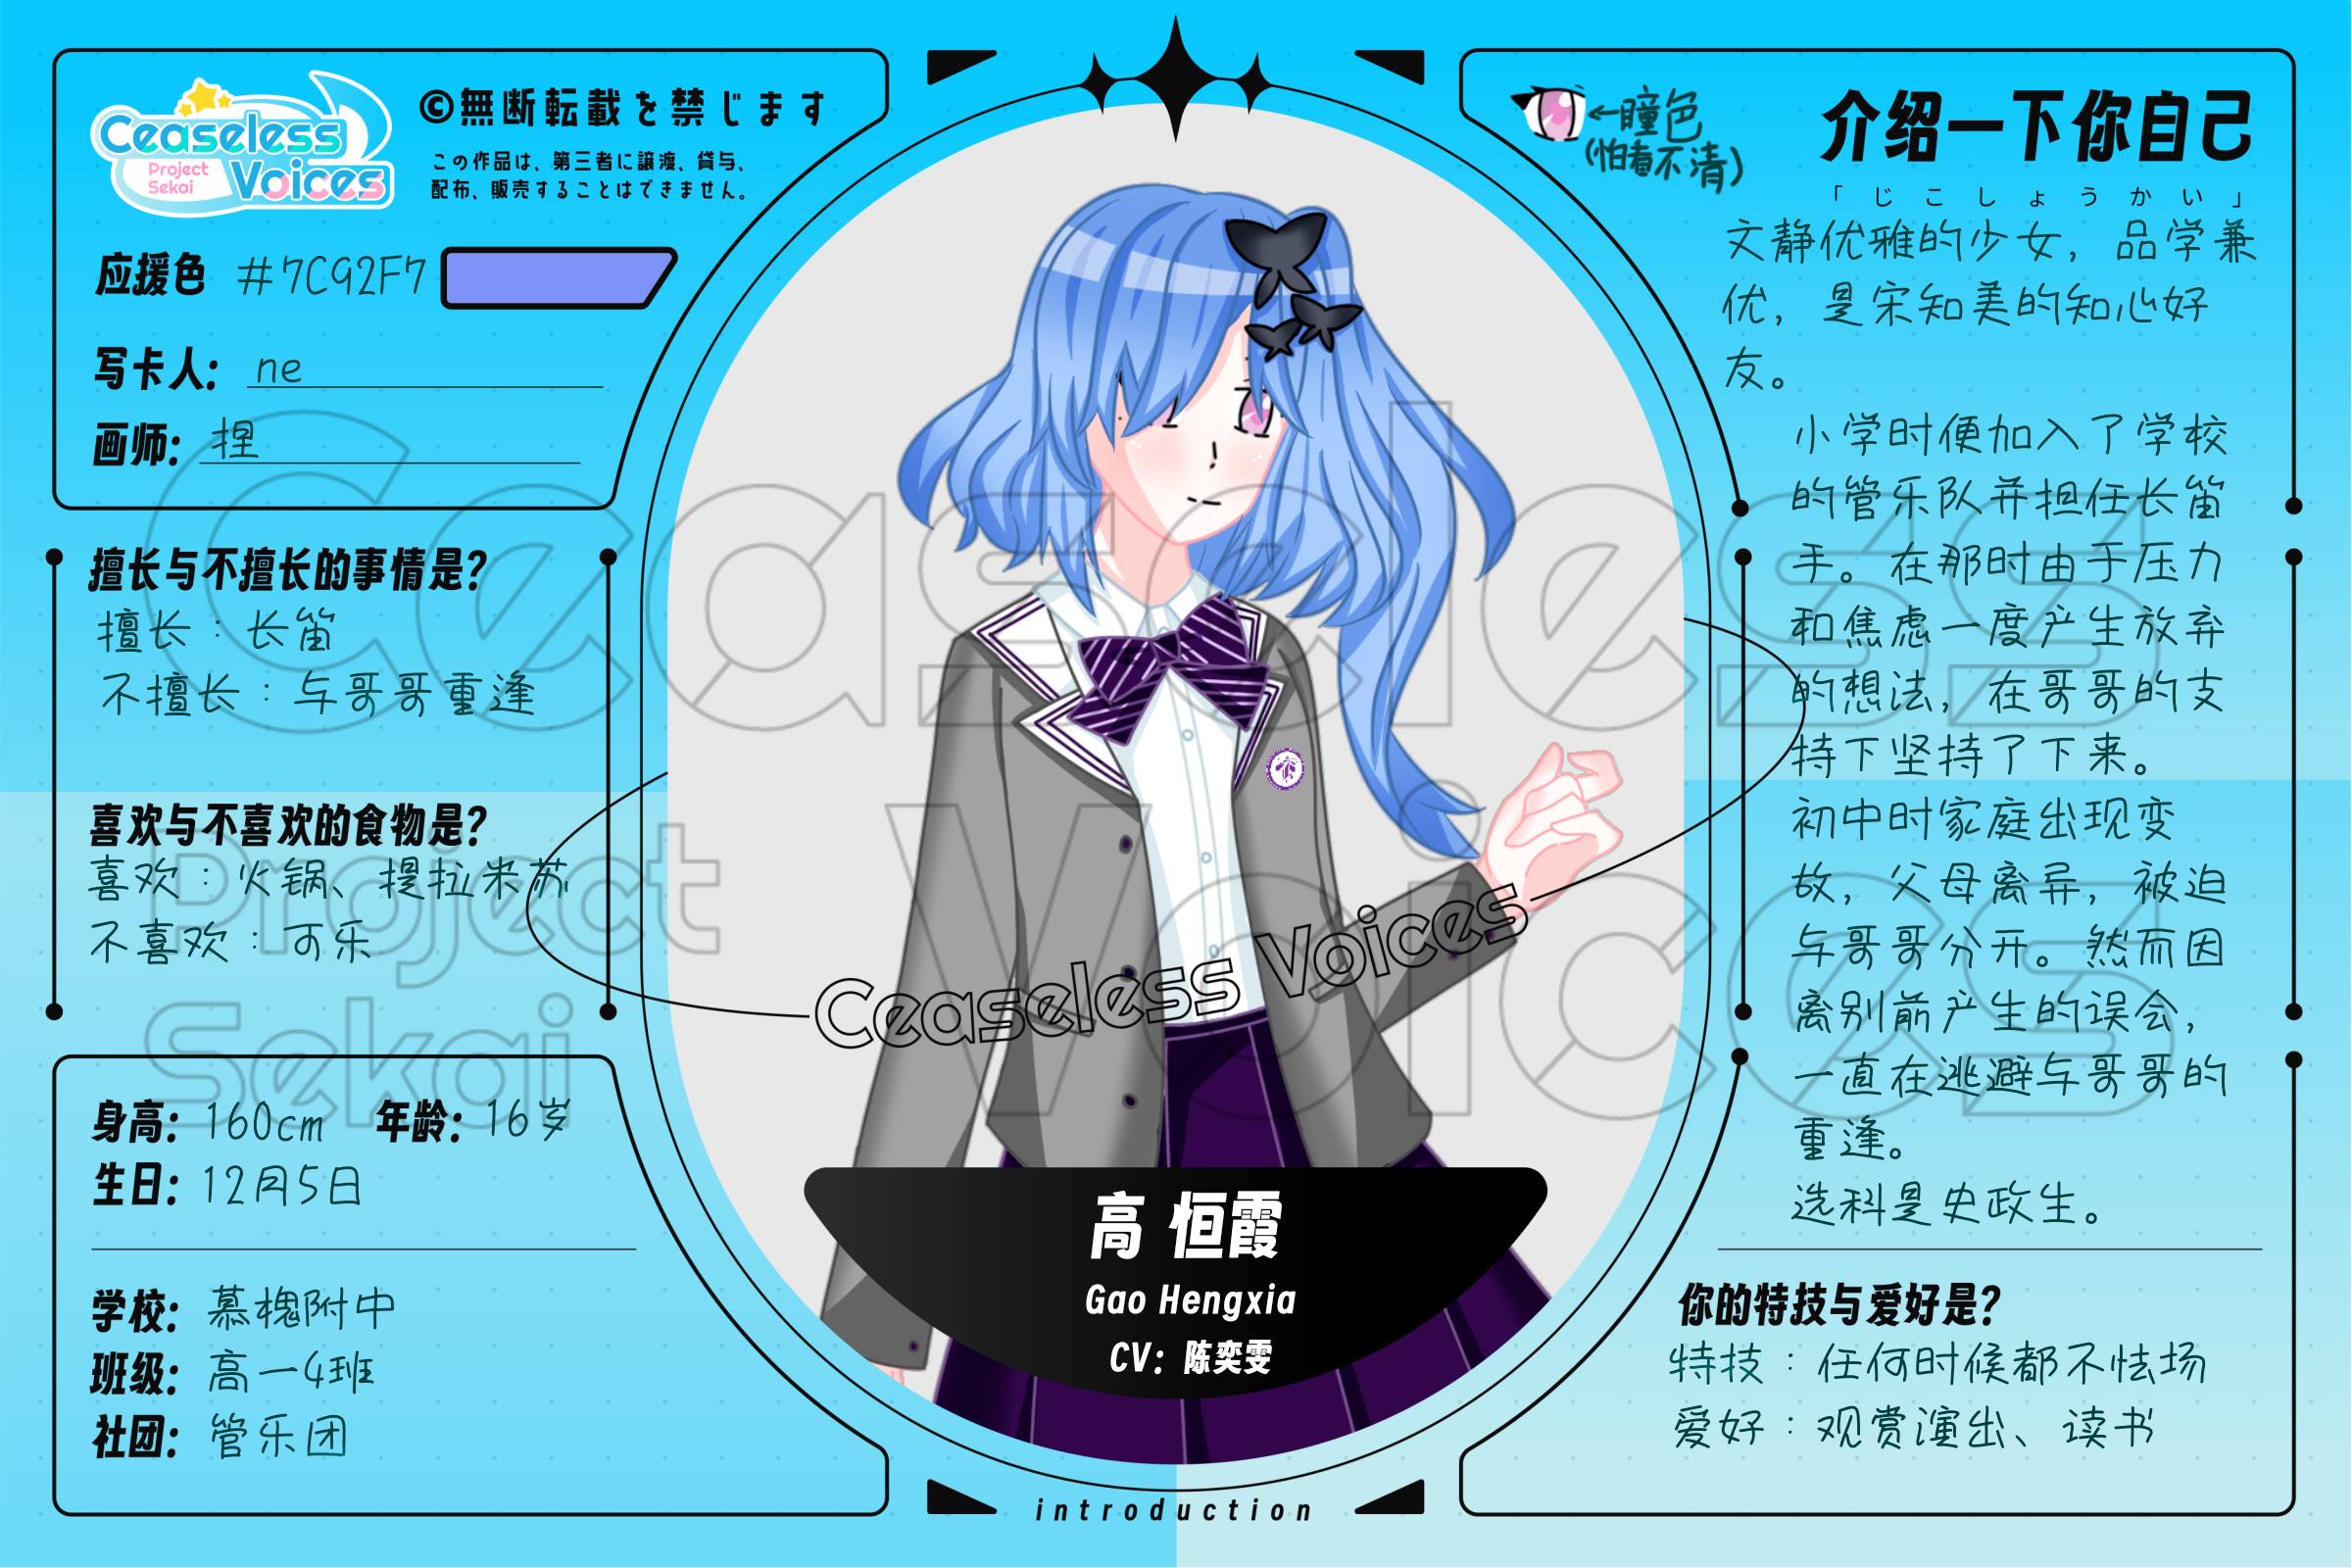 Ceaseless
Project
Sekai
Voices
©無断転載を禁じます
この作品は、第三者に譲渡、貸与、
配布、販売することはできません。
应援色 #7C92F7
写卡人: ne
画师: 捏
擅长与不擅长的事情是?
擅长：长笛
不擅长：与哥哥重逢
喜欢与不喜欢的食物是?
喜欢：火锅、提拉米苏
不喜欢：可乐
身高: 160cm 年龄: 16岁
生日: 12月5日
学校: 慕槐附中
班级: 高一4班
社团: 管乐团
Ceaseless Voices
高 恒霞
Gao Hengxia
CV: 陈奕雯
introduction
←瞳色
(怕看不清)
介绍一下你自己
「じこしょうかい」
文静优雅的少女，品学兼
优，是宋知美的知心好
友。
小学时便加入了学校
的管乐队并担任长笛
手。在那时由于压力
和焦虑一度产生放弃
的想法，在哥哥的支
持下坚持了下来。
初中时家庭出现变
故，父母离异，被迫
与哥哥分开。然而因
离别前产生的误会，
一直在逃避与哥哥的
重逢。
选科是史政生。
你的特技与爱好是?
特技：任何时候都不怯场
爱好：观赏演出、读书
Ceaseless
Project
Sekai
Voices